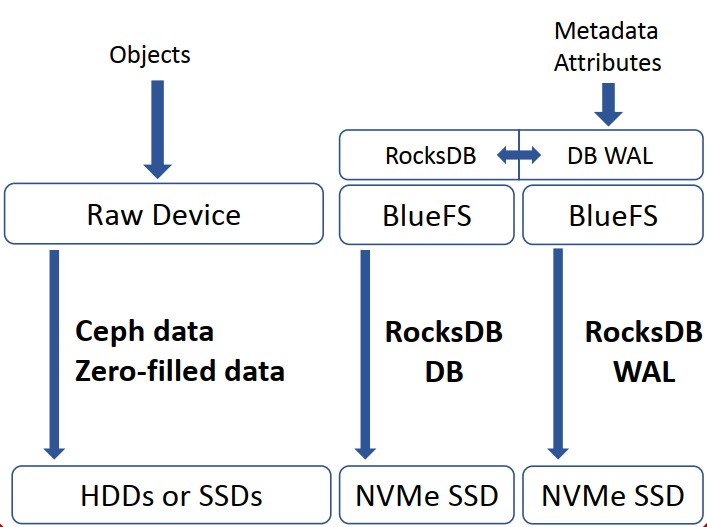 Objects
Metadata
Attributes
RocksDB
DB WAL
Raw Device
BlueFS
BlueFS
Ceph data
Zero-filled data
RocksDB
DB
RocksDB
WAL
HDDs or SSDs
NVMe SSD
NVMe SSD